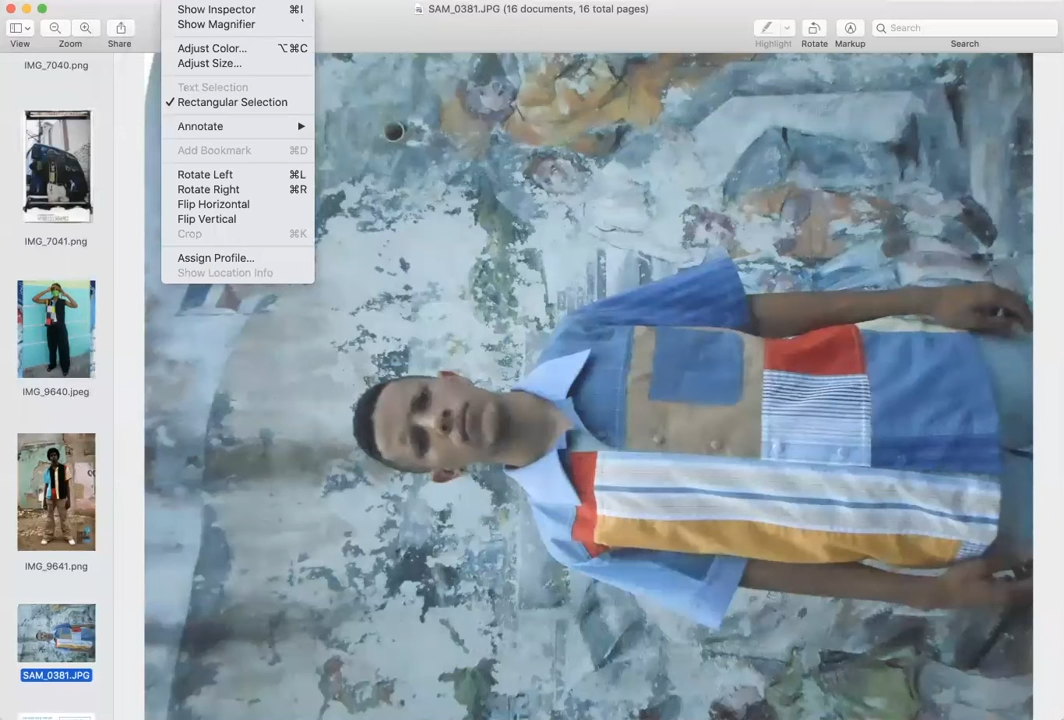 SAM_0381.JPG (16 documents, 16 total pages)
View
Zoom
Share
Highlight
Rotate
Markup
Search
Search
Show Inspector ⌘I
Show Magnifier `
Adjust Color... ⌥⌘C
Adjust Size...
Text Selection
✓ Rectangular Selection
Annotate ▶
Add Bookmark ⌘D
Rotate Left ⌘L
Rotate Right ⌘R
Flip Horizontal
Flip Vertical
Crop ⌘K
Assign Profile...
Show Location Info
IMG_7040.png
IMG_7041.png
IMG_9640.jpeg
IMG_9641.png
SAM_0381.JPG